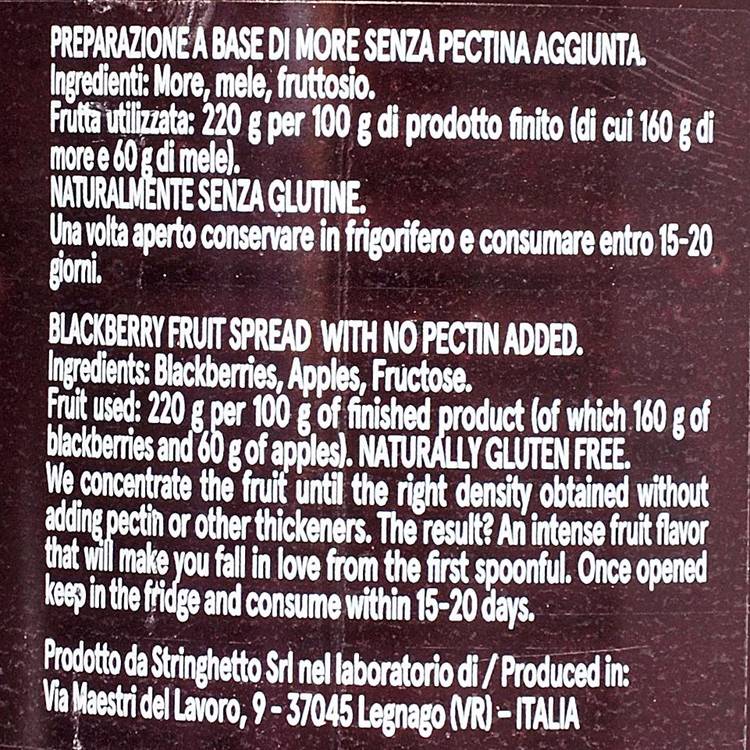 PREPARAZIONE A BASE DI MORE SENZA PECTINA AGGIUNTA.
Ingredienti: More, mele, fruttosio.
Frutta utilizzata: 220 g per 100 g di prodotto finito (di cui 160 g di
more e 60 g di mele).
NATURALMENTE SENZA GLUTINE.
Una volta aperto conservare in frigorifero e consumare entro 15-20
giorni.
BLACKBERRY FRUIT SPREAD WITH NO PECTIN ADDED.
Ingredients: Blackberries, Apples, Fructose.
Fruit used: 220 g per 100 g of finished product (of which 160 g of
blackberries and 60 g of apples). NATURALLY GLUTEN FREE.
We concentrate the fruit until the right density obtained without
adding pectin or other thickeners. The result? An intense fruit flavor
that will make you fall in love from the first spoonful. Once opened
keep in the fridge and consume within 15-20 days.
Prodotto da Stringhetto Srl nel laboratorio di / Produced in:
Via Maestri del Lavoro, 9 - 37045 Legnago (VR) - ITALIA